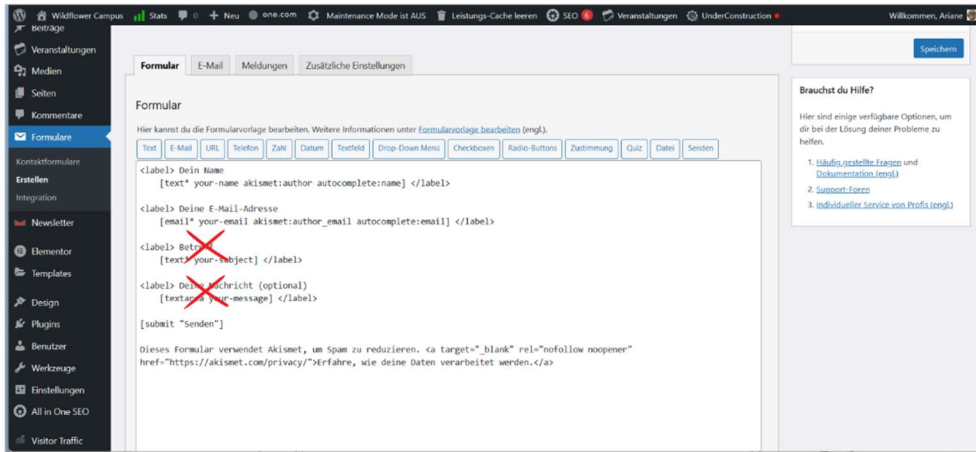 Wildflower Campus Stats 0 + Neu one.com Maintenance Mode ist AUS Leistungs-Cache leeren SEO 6 Veranstaltungen UnderConstruction Willkommen, Ariane
Beiträge
Veranstaltungen
Medien
Seiten
Kommentare
Formulare
Kontaktformulare
Erstellen
Integration
Newsletter
Elementor
Templates
Design
Plugins
Benutzer
Werkzeuge
Einstellungen
All in One SEO
Visitor Traffic
Formular E-Mail Meldungen Zusätzliche Einstellungen
Formular
Hier kannst du die Formularvorlage bearbeiten. Weitere Informationen unter Formularvorlage bearbeiten (engl.).
Text E-Mail URL Telefon Zahl Datum Textfeld Drop-Down Menü Checkboxen Radio-Buttons Zustimmung Quiz Datei Senden
<label> Dein Name
[text* your-name akismet:author autocomplete:name] </label>
<label> Deine E-Mail-Adresse
[email* your-email akismet:author_email autocomplete:email] </label>
<label>
[text* your-subject] </label>
<label> Deine Nachricht (optional)
[textarea your-message] </label>
[submit "Senden"]
Dieses Formular verwendet Akismet, um Spam zu reduzieren. <a target="_blank" rel="nofollow noopener"
href="https://akismet.com/privacy/">Erfahre, wie deine Daten verarbeitet werden.</a>
Speichern
Brauchst du Hilfe?
Hier sind einige verfügbare Optionen, um
dir bei der Lösung deiner Probleme zu
helfen.
1. Häufig gestellte Fragen und
Dokumentation (engl.)
2. Support-Foren
3. Individueller Service von Profis (engl.)